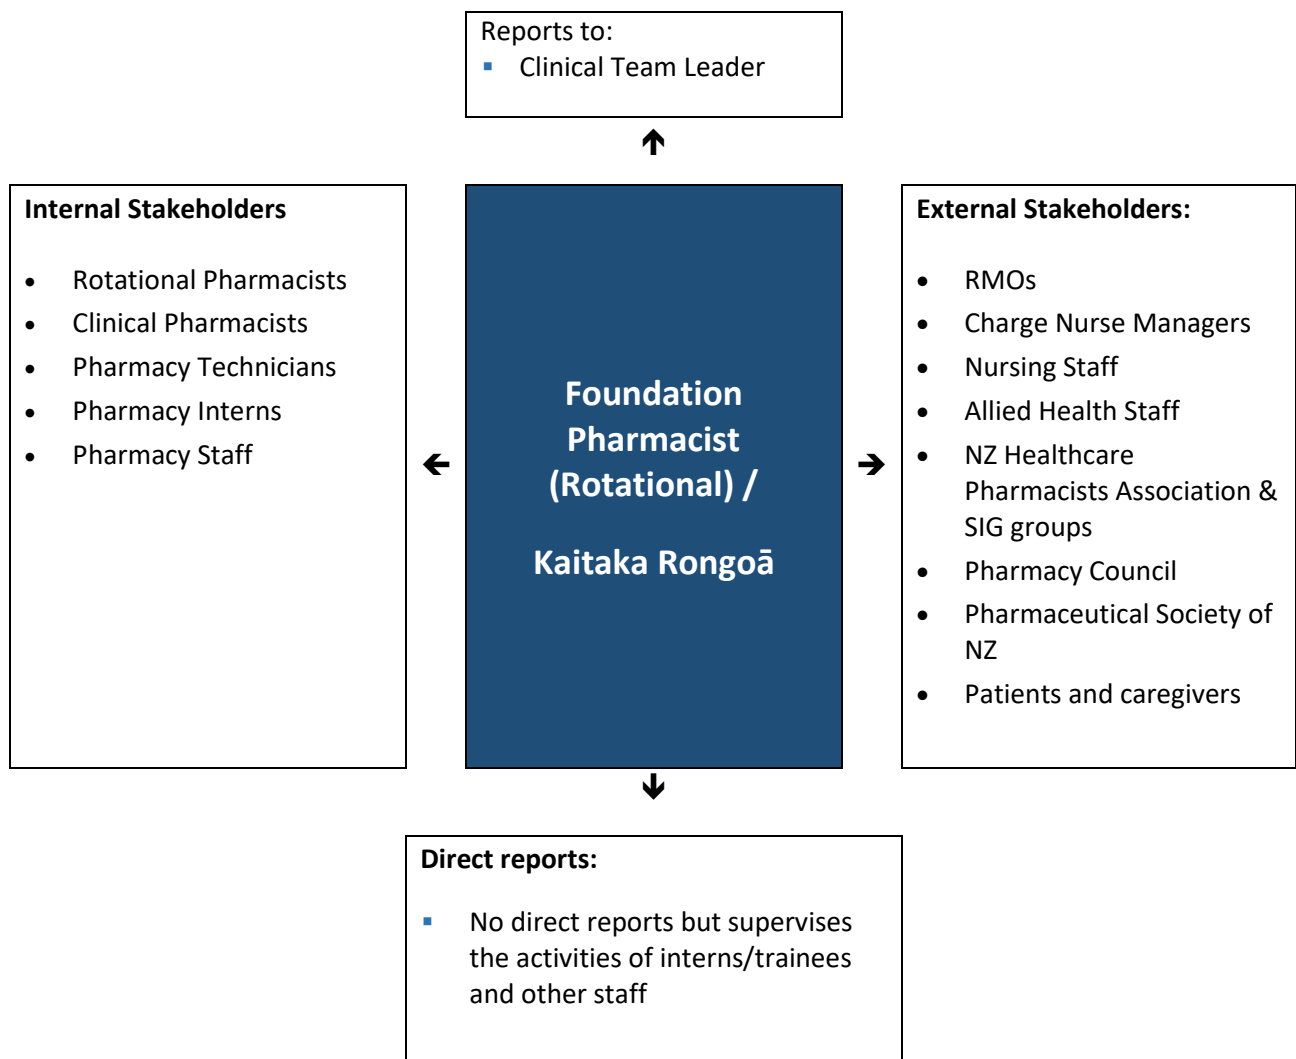 Reports to:
▪ Clinical Team Leader
Internal Stakeholders
• Rotational Pharmacists
• Clinical Pharmacists
• Pharmacy Technicians
• Pharmacy Interns
• Pharmacy Staff
Foundation
Pharmacist
(Rotational) /
Kaitaka Rongoā
External Stakeholders:
• RMOs
• Charge Nurse Managers
• Nursing Staff
• Allied Health Staff
• NZ Healthcare
Pharmacists Association &
SIG groups
• Pharmacy Council
• Pharmaceutical Society of
NZ
• Patients and caregivers
Direct reports:
▪ No direct reports but supervises
the activities of interns/trainees
and other staff